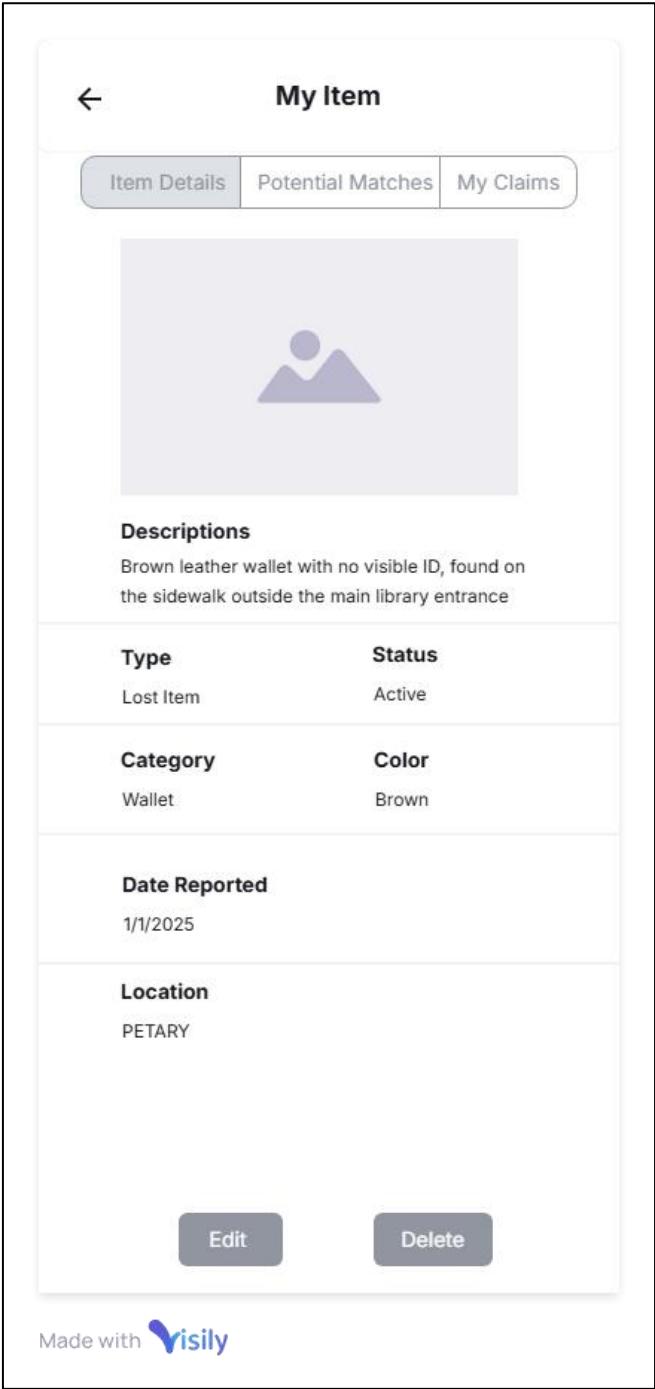 My Item
Item Details Potential Matches My Claims
Descriptions
Brown leather wallet with no visible ID, found on
the sidewalk outside the main library entrance
Type Status
Lost Item Active
Category Color
Wallet Brown
Date Reported
1/1/2025
Location
PETARY
Edit Delete
Made with Visily